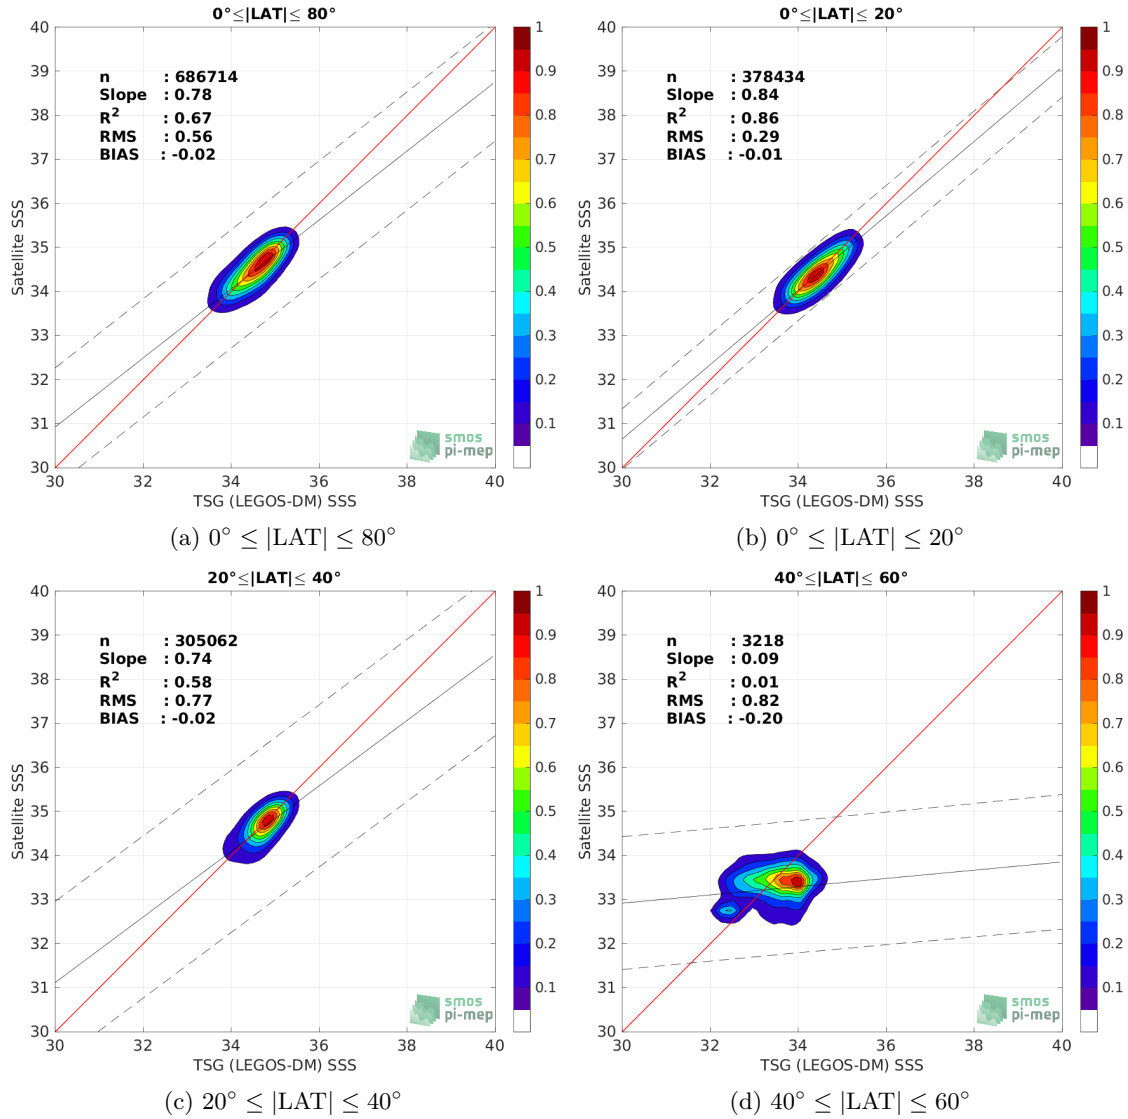 0°≤|LAT|≤ 80°
n : 686714
Slope : 0.78
R² : 0.67
RMS : 0.56
BIAS : -0.02
Satellite SSS
40
39
38
37
36
35
34
33
32
31
30
30 32 34 36 38 40
TSG (LEGOS-DM) SSS
smos
pi-mep
1
0.9
0.8
0.7
0.6
0.5
0.4
0.3
0.2
0.1
(a) 0° ≤ |LAT| ≤ 80°
0°≤|LAT|≤ 20°
n : 378434
Slope : 0.84
R² : 0.86
RMS : 0.29
BIAS : -0.01
Satellite SSS
40
39
38
37
36
35
34
33
32
31
30
30 32 34 36 38 40
TSG (LEGOS-DM) SSS
smos
pi-mep
1
0.9
0.8
0.7
0.6
0.5
0.4
0.3
0.2
0.1
(b) 0° ≤ |LAT| ≤ 20°
20°≤|LAT|≤ 40°
n : 305062
Slope : 0.74
R² : 0.58
RMS : 0.77
BIAS : -0.02
Satellite SSS
40
39
38
37
36
35
34
33
32
31
30
30 32 34 36 38 40
TSG (LEGOS-DM) SSS
smos
pi-mep
1
0.9
0.8
0.7
0.6
0.5
0.4
0.3
0.2
0.1
(c) 20° ≤ |LAT| ≤ 40°
40°≤|LAT|≤ 60°
n : 3218
Slope : 0.09
R² : 0.01
RMS : 0.82
BIAS : -0.20
Satellite SSS
40
39
38
37
36
35
34
33
32
31
30
30 32 34 36 38 40
TSG (LEGOS-DM) SSS
smos
pi-mep
1
0.9
0.8
0.7
0.6
0.5
0.4
0.3
0.2
0.1
(d) 40° ≤ |LAT| ≤ 60°